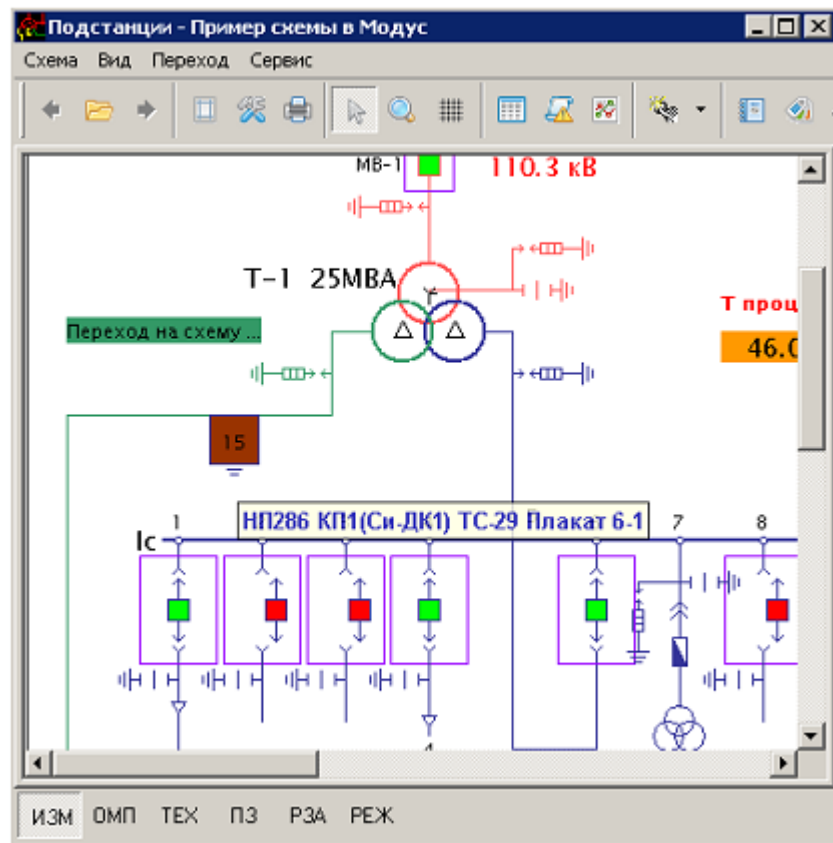 Подстанции - Пример схемы в Модус
Схема Вид Переход Сервис
МВ-1
110.3 кВ
Т-1 25МВА
Т проц
Переход на схему ...
46.0
15
НП286 КП1(Си-ДК1) ТС-29 Плакат 6-1
1
7
8
Iс
ИЗМ ОМП ТЕХ ПЗ РЗА РЕЖ